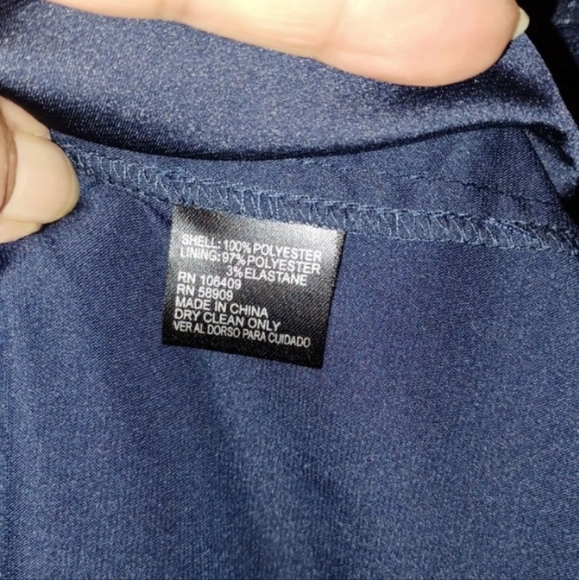 SHELL: 100% POLYESTER
LINING: 97% POLYESTER
3% ELASTANE
RN 106409
RN 58909
MADE IN CHINA
DRY CLEAN ONLY
VER AL DORSO PARA CUIDADO